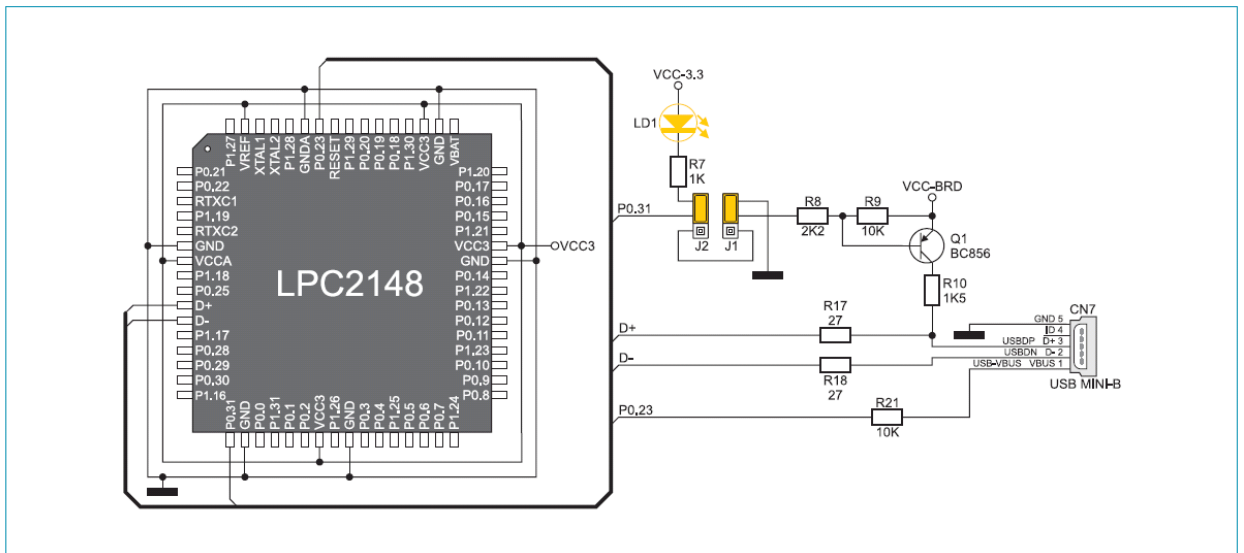 P1.27
VREF
XTAL1
XTAL2
P1.28
GNDA
P0.23
RESET
P1.29
P0.20
P0.19
P0.18
P1.30
VCC3
GND
VBAT
P0.21
P0.22
RTXC1
P1.19
RTXC2
GND
VCCA
P1.18
P0.25
D+
D-
P1.17
P0.28
P0.29
P0.30
P1.16
LPC2148
P1.20
P0.17
P0.16
P0.15
P1.21
VCC3
GND
P0.14
P1.22
P0.13
P0.12
P0.11
P1.23
P0.10
P0.9
P0.8
P0.31
GND
P0.0
P1.31
P0.1
P0.2
VCC3
P1.26
GND
P0.3
P0.4
P1.25
P0.5
P0.6
P0.7
P1.24
VCC3
VCC-3.3
LD1
R7
1K
P0.31
J2
J1
R8
2K2
R9
10K
VCC-BRD
Q1
BC856
R10
1K5
D+
R17
27
D-
R18
27
P0.23
R21
10K
CN7
GND 5
ID 4
USBDP D+ 3
USBDN D- 2
USB-VBUS VBUS 1
USB MINI-B